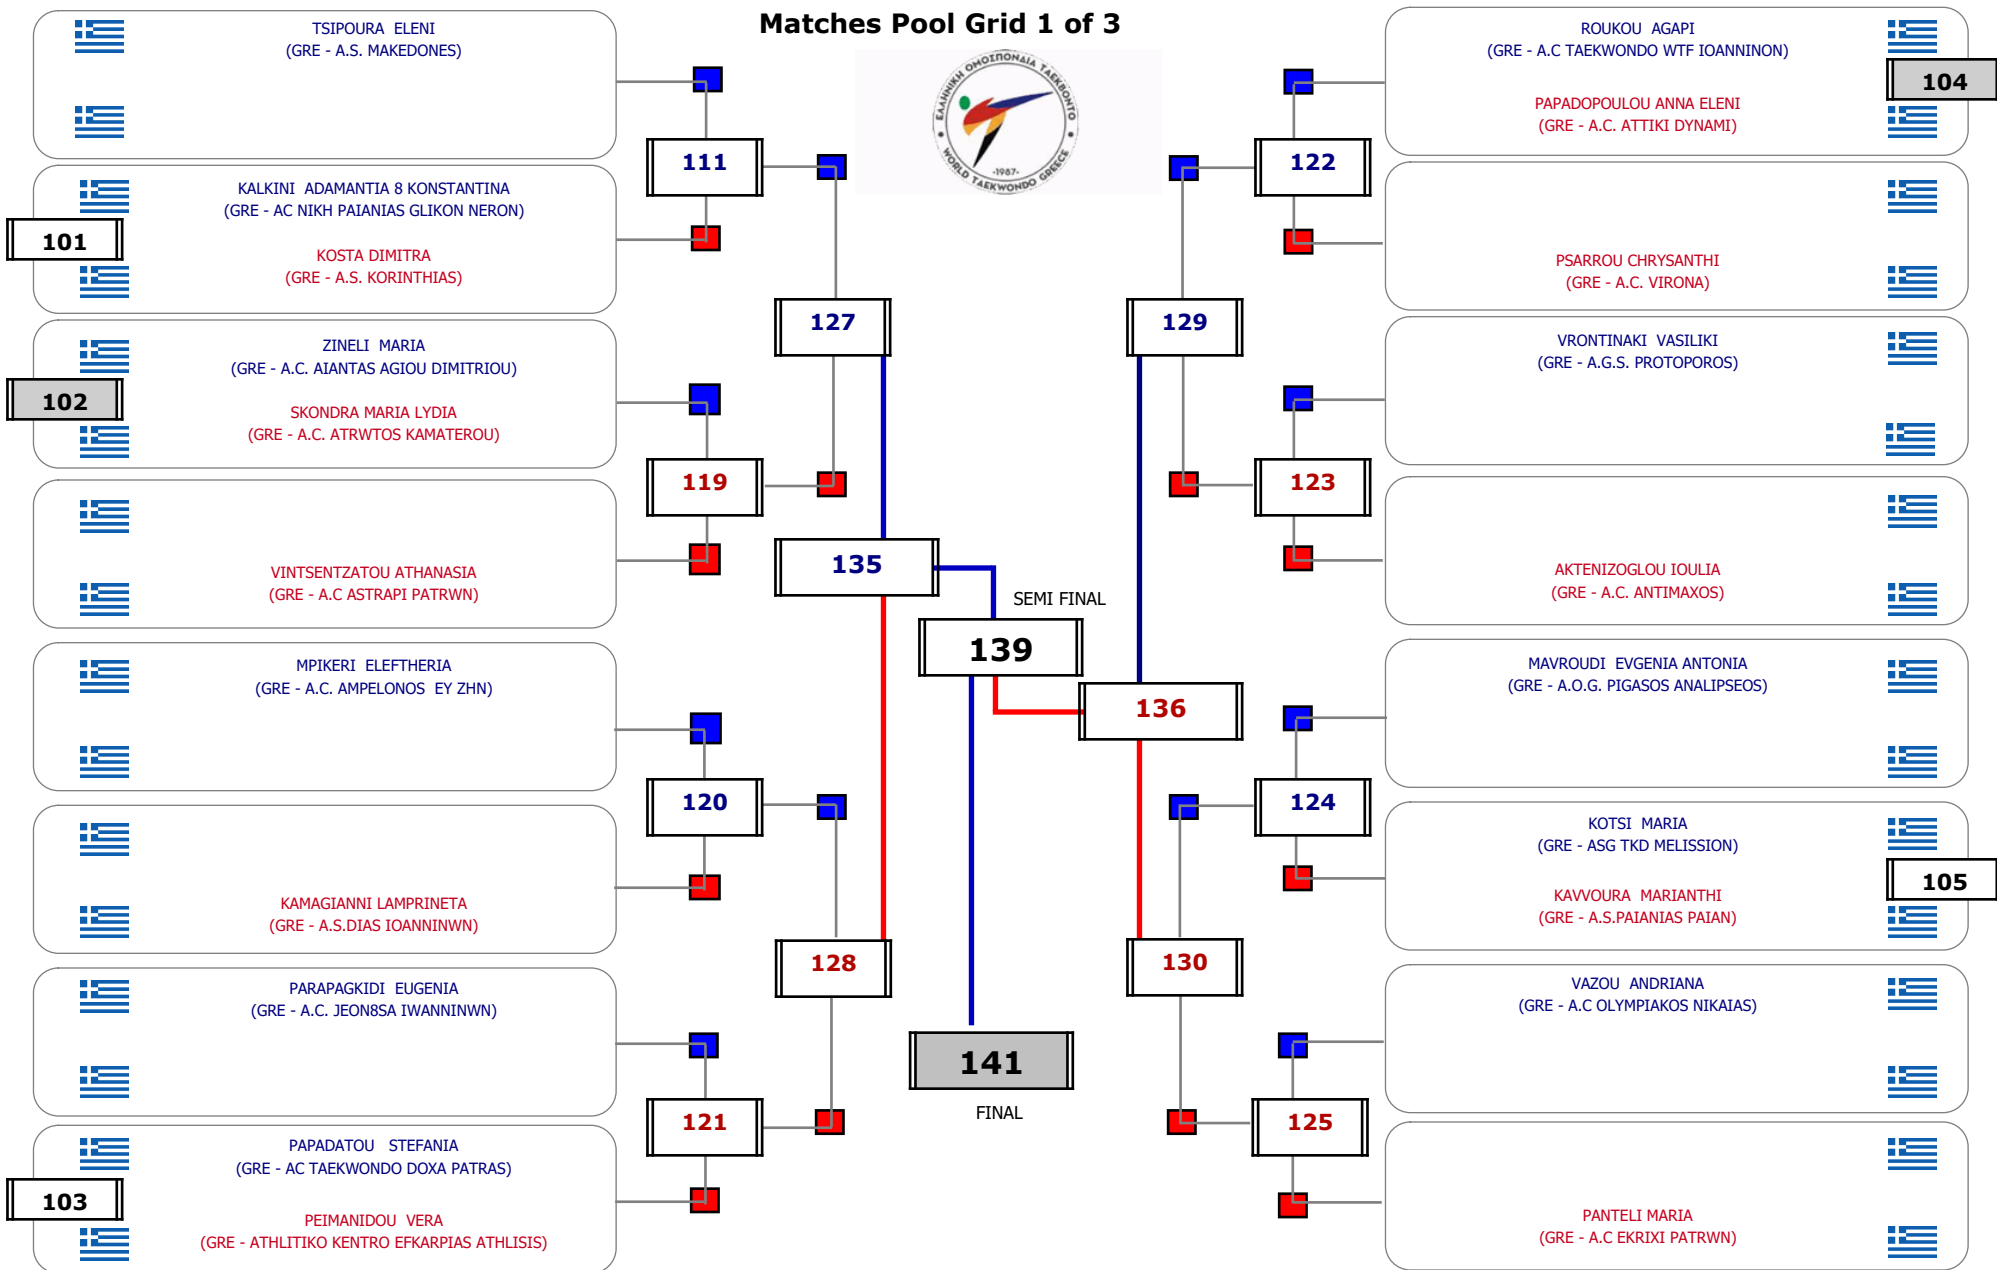 Matches Pool Grid 1 of 3
ΕΛΛΗΝΙΚΗ ΟΜΟΣΠΟΝΔΙΑ ΤΑΕΚΒΟΝΤΟ
-1987-
WORLD TAEKWONDO GREECE
TSIPOURA ELENI
(GRE - A.S. MAKEDONES)
KALKINI ADAMANTIA 8 KONSTANTINA
(GRE - AC NIKH PAIANIAS GLIKON NERON)
101
KOSTA DIMITRA
(GRE - A.S. KORINTHIAS)
ZINELI MARIA
(GRE - A.C. AIANTAS AGIOU DIMITRIOU)
102
SKONDRA MARIA LYDIA
(GRE - A.C. ATRWTOS KAMATEROU)
VINTSENTZATOU ATHANASIA
(GRE - A.C ASTRAPI PATRWN)
MPIKERI ELEFTHERIA
(GRE - A.C. AMPELONOS EY ZHN)
KAMAGIANNI LAMPRINETA
(GRE - A.S.DIAS IOANNINWN)
PARAPAGKIDI EUGENIA
(GRE - A.C. JEON8SA IWANNINWN)
PAPADATOU STEFANIA
(GRE - AC TAEKWONDO DOXA PATRAS)
103
PEIMANIDOU VERA
(GRE - ATHLITIKO KENTRO EFKARPIAS ATHLISIS)
111
119
120
121
127
128
135
SEMI FINAL
139
136
141
FINAL
129
130
122
123
124
125
ROUKOU AGAPI
(GRE - A.C TAEKWONDO WTF IOANNINON)
104
PAPADOPOULOU ANNA ELENI
(GRE - A.C. ATTIKI DYNAMI)
PSARROU CHRYSANTHI
(GRE - A.C. VIRONA)
VRONTINAKI VASILIKI
(GRE - A.G.S. PROTOPOROS)
AKTENIZOGLOU IOULIA
(GRE - A.C. ANTIMAXOS)
MAVROUDI EVGENIA ANTONIA
(GRE - A.O.G. PIGASOS ANALIPSEOS)
KOTSI MARIA
(GRE - ASG TKD MELISSION)
105
KAVVOURA MARIANTHI
(GRE - A.S.PAIANIAS PAIAN)
VAZOU ANDRIANA
(GRE - A.C OLYMPIAKOS NIKAIAS)
PANTELI MARIA
(GRE - A.C EKRIXI PATRWN)